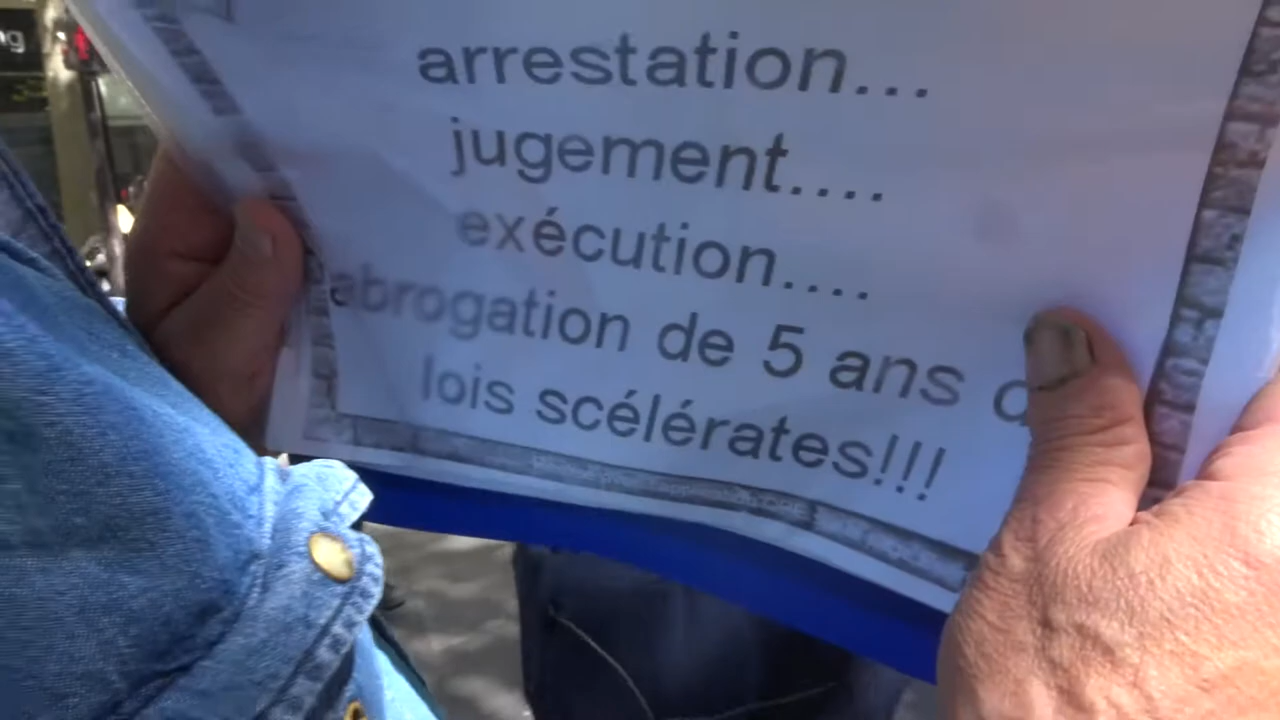 arrestation...
jugement....
exécution....
abrogation de 5 ans
lois scélérates!!!